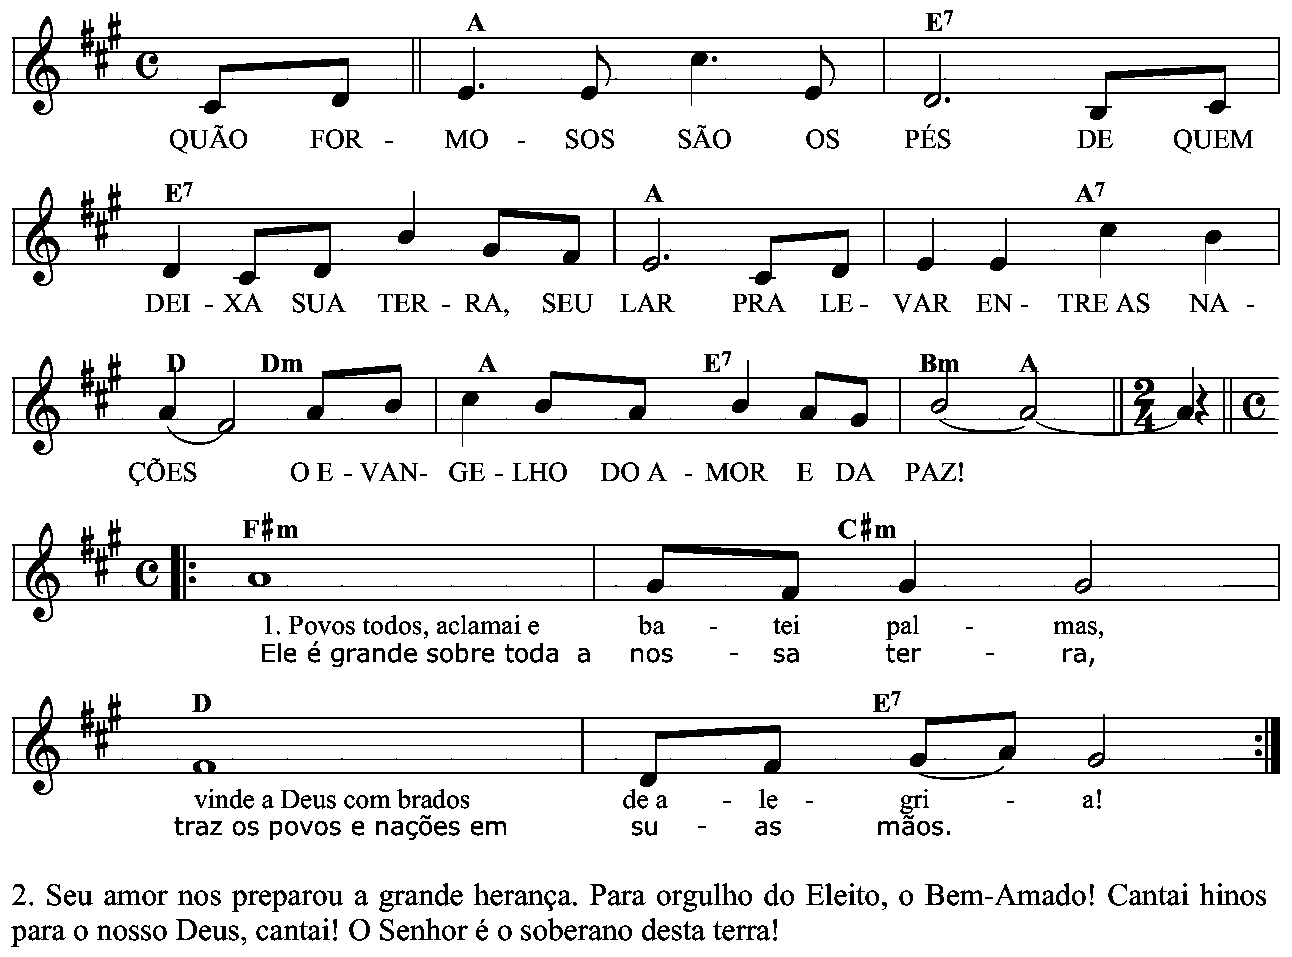 A E7
QUÃO FOR - MO - SOS SÃO OS PÉS DE QUEM
E7 A A7
DEI - XA SUA TER - RA, SEU LAR PRA LE - VAR EN - TRE AS NA -
D Dm A E7 Bm A
2 4
ÇÕES O E - VAN - GE - LHO DO A - MOR E DA PAZ!
F#m C#m
1. Povos todos, aclamai e ba - tei pal - mas,
Ele é grande sobre toda a nos - sa ter - ra,
D E7
vinde a Deus com brados de a - le - gri - a!
traz os povos e nações em su - as mãos.
2. Seu amor nos preparou a grande herança. Para orgulho do Eleito, o Bem-Amado! Cantai hinos
para o nosso Deus, cantai! O Senhor é o soberano desta terra!